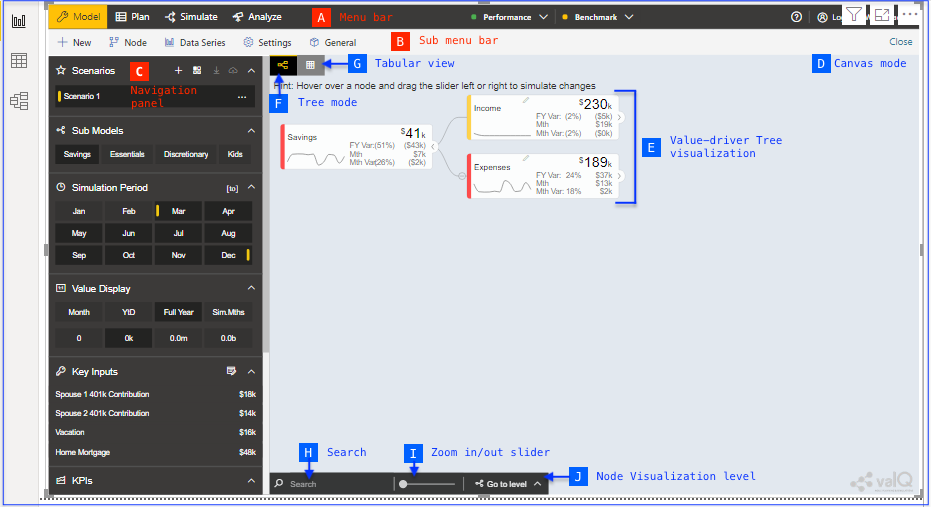 Model Plan Simulate Analyze A Menu bar Performance Benchmark
New Node Data Series Settings General B Sub menu bar Close
Scenarios C
Navigation
panel
Scenario 1
G Tabular view
D Canvas mode
Hint: Hover over a node and drag the slider left or right to simulate changes
F Tree mode
Sub Models
Savings Essentials Discretionary Kids
Savings
$41k
FY Var:(51%) ($43k)
Mth $7k
Mth Var:(26%) ($2k)
Income
$230k
FY Var: (2%) ($5k)
Mth $19k
Mth Var:(2%) ($0k)
Expenses
$189k
FY Var: 24% $37k
Mth $13k
Mth Var: 18% $2k
E Value-driver Tree
visualization
Simulation Period [to]
Jan Feb Mar Apr
May Jun Jul Aug
Sep Oct Nov Dec
Value Display
Month YtD Full Year Sim.Mths
0 0k 0.0m 0.0b
Key Inputs
Spouse 1 401k Contribution $18k
Spouse 2 401k Contribution $14k
Vacation $16k
Home Mortgage $48k
KPIs
H Search
I Zoom in/out slider
J Node Visualization level
Search Go to level
valQ